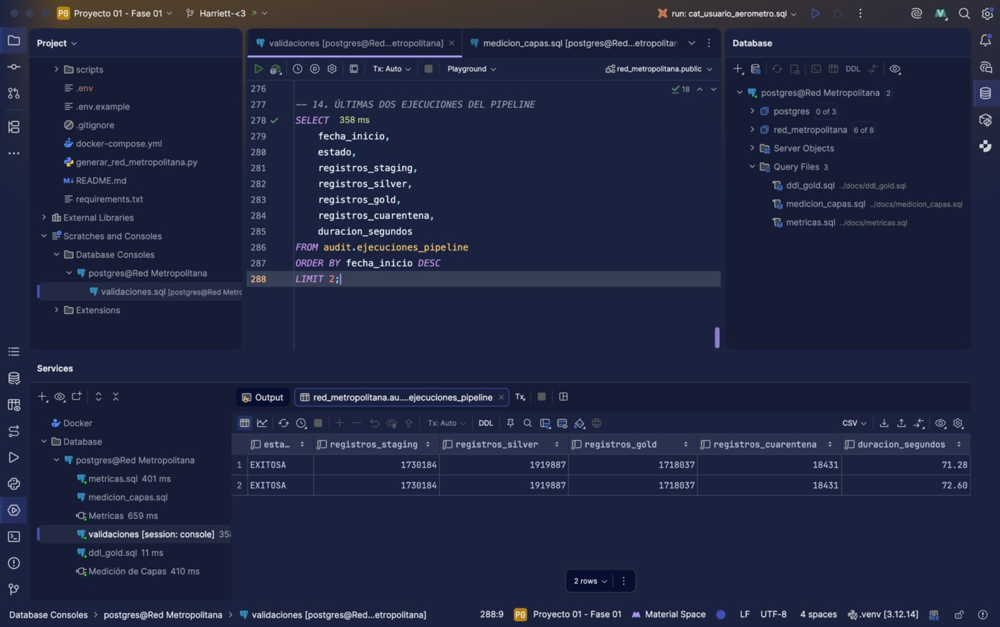 P0 Proyecto 01 - Fase 01
Harriett-<3
run: cat_usuario_aerometro.sql
Project
scripts
.env
.env.example
.gitignore
docker-compose.yml
generar_red_metropolitana.py
README.md
requirements.txt
External Libraries
Scratches and Consoles
Database Consoles
postgres@Red Metropolitana
validaciones.sql [postgres@Red Metro
Extensions
validaciones [postgres@Red...etropolitana]
medicion_capas.sql [postgres@Red...etropolitan
Tx: Auto
Playground
red_metropolitana.public
18
276
277 -- 14. ÚLTIMAS DOS EJECUCIONES DEL PIPELINE
278 SELECT 358 ms
279 fecha_inicio,
280 estado,
281 registros_staging,
282 registros_silver,
283 registros_gold,
284 registros_cuarentena,
285 duracion_segundos
286 FROM audit.ejecuciones_pipeline
287 ORDER BY fecha_inicio DESC
288 LIMIT 2;
Database
DDL
postgres@Red Metropolitana 2
postgres 0 of 3
red_metropolitana 6 of 8
Server Objects
Query Files 3
ddl_gold.sql ../docs/ddl_gold.sql
medicion_capas.sql ../docs/medicion_capas.sql
metricas.sql ../docs/metricas.sql
Services
Docker
Database
postgres@Red Metropolitana
metricas.sql 401 ms
medicion_capas.sql
Metricas 659 ms
validaciones [session: console] 358
ddl_gold.sql 11 ms
Medición de Capas 410 ms
Output
red_metropolitana.au....ejecuciones_pipeline
Tx
Tx: Auto
DDL
CSV
esta... registros_staging registros_silver registros_gold registros_cuarentena duracion_segundos
1 EXITOSA 1730184 1919887 1718037 18431 71.28
2 EXITOSA 1730184 1919887 1718037 18431 72.60
2 rows
Database Consoles
postgres@Red Metropolitana
validaciones [postgres@Red...etropolitana]
288:9
P0 Proyecto 01 - Fase 01
Material Space
LF
UTF-8
4 spaces
.venv [3.12.14]
REQ